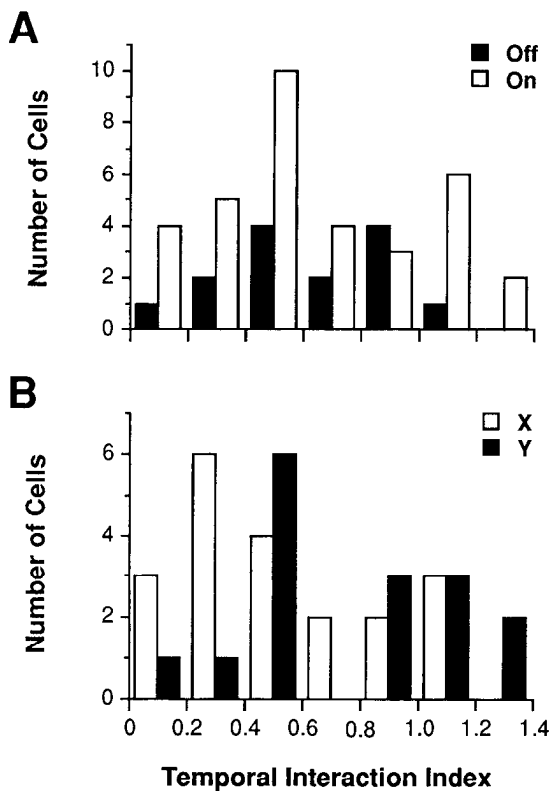 A
Off
On
Number of Cells
10
8
6
4
2
0
B
X
Y
Number of Cells
6
4
2
0
0 0.2 0.4 0.6 0.8 1.0 1.2 1.4
Temporal Interaction Index